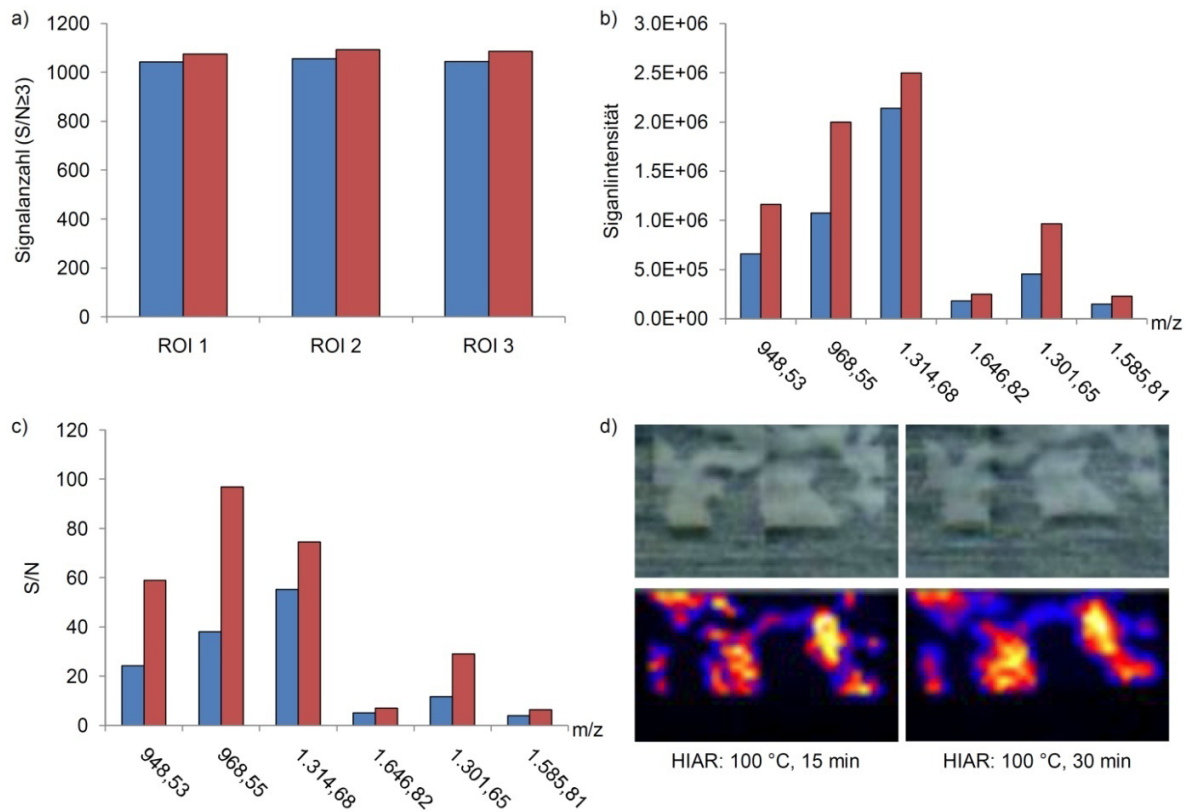 a)
Signalanzahl (S/N≥3)
1200
1000
800
600
400
200
0
ROI 1 ROI 2 ROI 3
b)
Siganlintensität
3.0E+06
2.5E+06
2.0E+06
1.5E+06
1.0E+06
5.0E+05
0.0E+00
m/z
948,53 968,55 1.314,68 1.646,82 1.301,65 1.585,81
c)
S/N
120
100
80
60
40
20
0
m/z
948,53 968,55 1.314,68 1.646,82 1.301,65 1.585,81
d)
HIAR: 100 °C, 15 min HIAR: 100 °C, 30 min